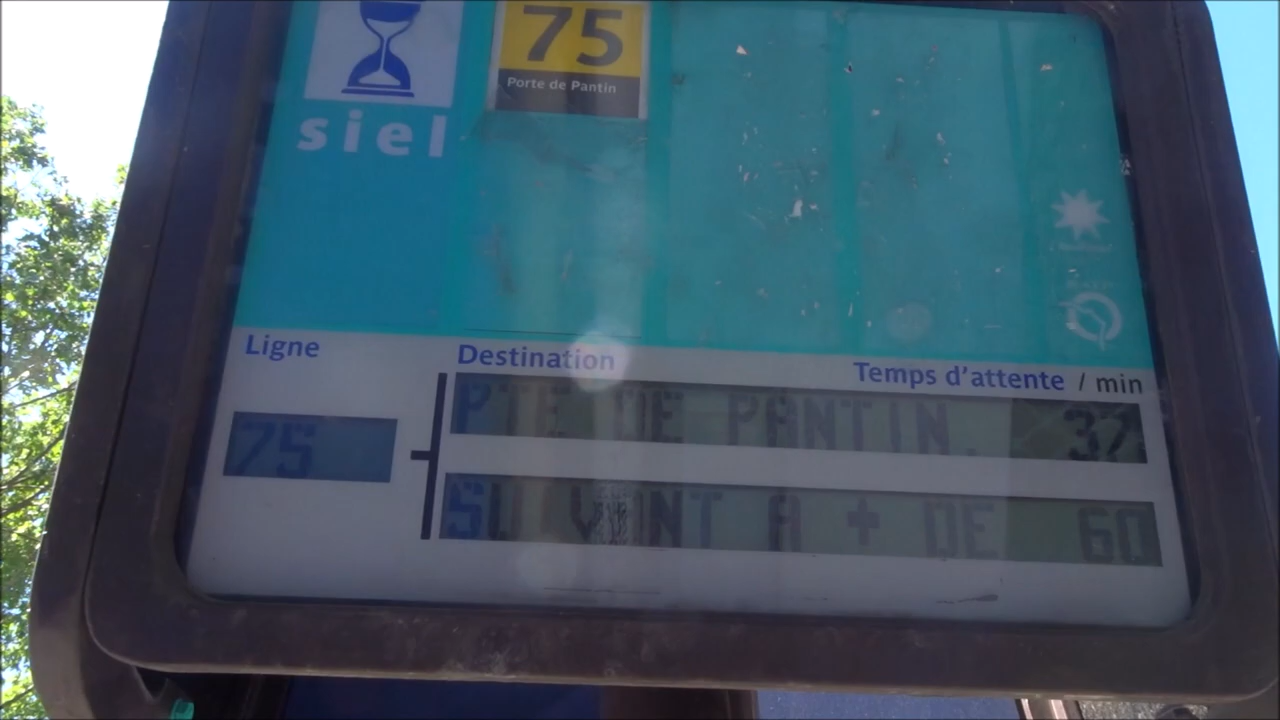 75
Porte de Pantin
siel
Ligne
Destination
Temps d'attente / min
75
PTE DE PANTIN. 37
SUIVANT A + DE 60